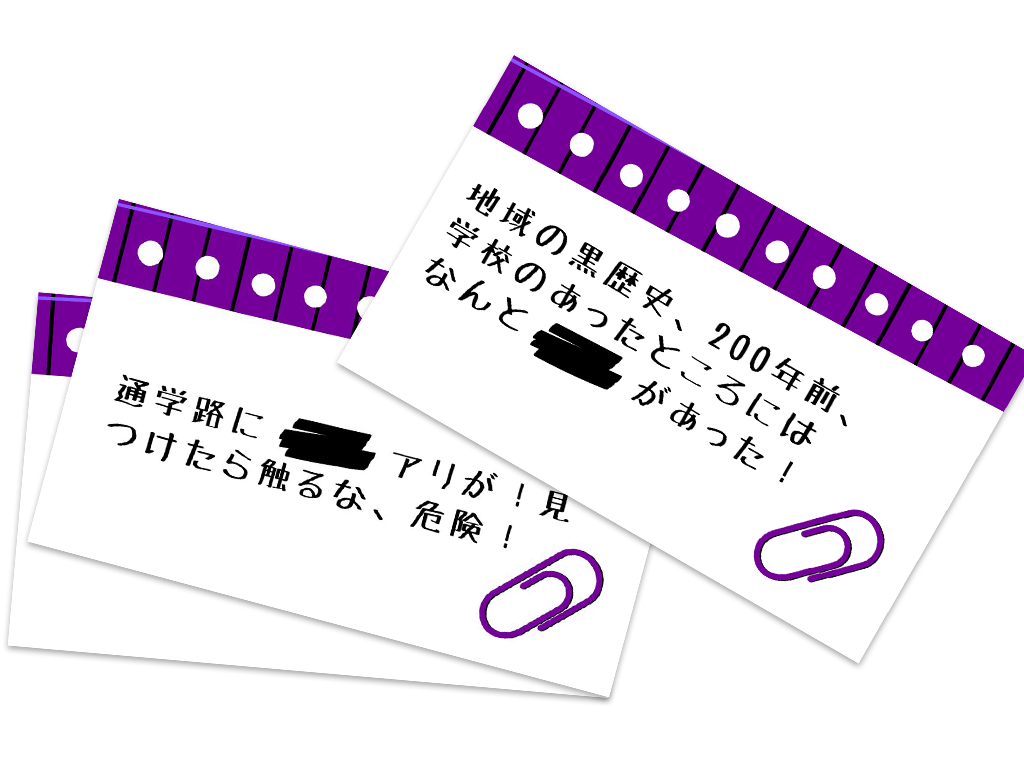 地域の黒歴史、200年前、
学校のあったところには
なんと があった！
通学路に アリが！見
つけたら触るな、危険！